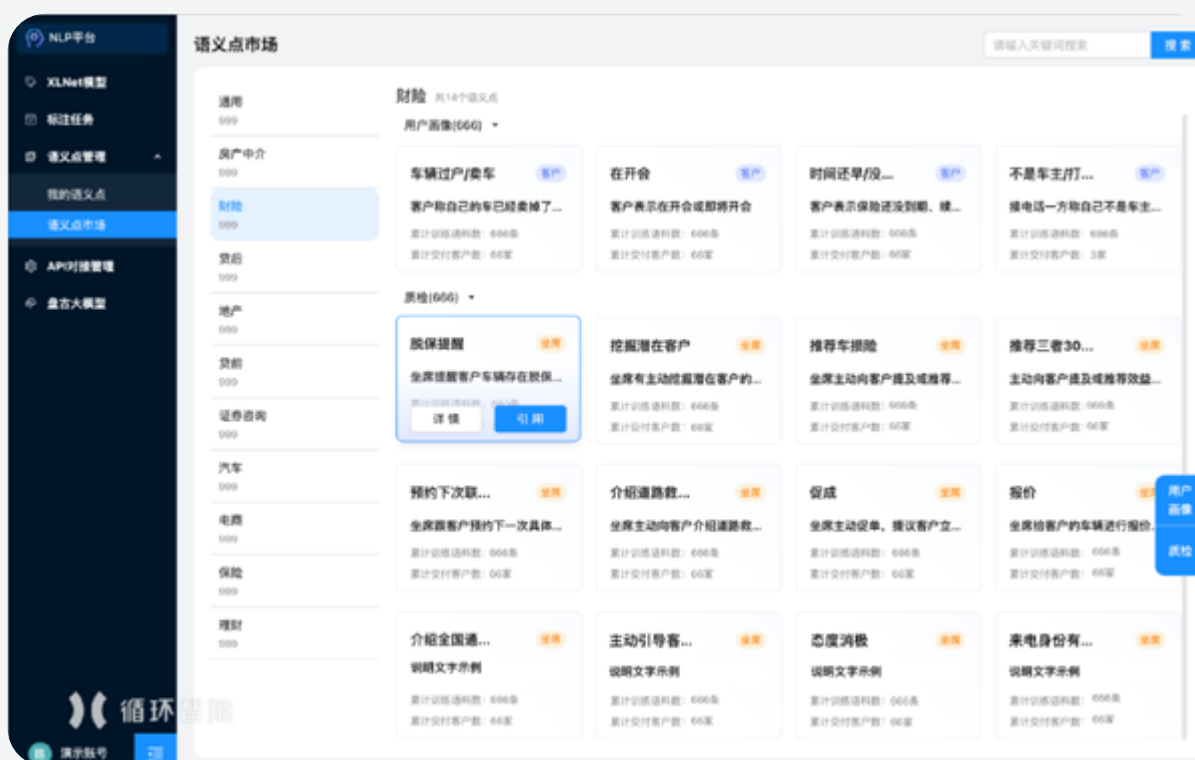 NLP平台
XLNet模型
标注任务
语义点管理
我的语义点
语义点市场
API对接管理
盘古大模型
循环智能
演示账号
语义点市场
请输入关键词搜索
搜索
通用
999
房产中介
999
财险
999
贷后
999
地产
999
贷前
999
证券咨询
999
汽车
999
电商
999
保险
999
理财
999
财险 共14个语义点
用户画像(666)
车辆过户/卖车 客户
客户称自己的车已经卖掉了...
累计训练语料数：666条
累计交付客户数：66家
在开会 客户
客户表示在开会或即将开会
累计训练语料数：666条
累计交付客户数：66家
时间还早/没... 客户
客户表示保险还没到期、续...
累计训练语料数：666条
累计交付客户数：66家
不是车主/打... 客户
接电话一方称自己不是车主...
累计训练语料数：686条
累计交付客户数：3家
质检(666)
脱保提醒 坐席
坐席提醒客户车辆存在脱保...
详情
引用
挖掘潜在客户 坐席
坐席有主动挖掘潜在客户的...
累计训练语料数：666条
累计交付客户数：66家
推荐车损险 坐席
坐席主动向客户提及或推荐...
累计训练语料数：666条
累计交付客户数：66家
推荐三者30... 坐席
主动向客户提及或推荐效益...
累计训练语料数：666条
累计交付客户数：66家
预约下次联... 坐席
坐席跟客户预约下一次具体...
累计训练语料数：666条
累计交付客户数：66家
介绍道路救... 坐席
坐席主动向客户介绍道路救...
累计训练语料数：666条
累计交付客户数：66家
促成 坐席
坐席主动促单，提议客户立...
累计训练语料数：666条
累计交付客户数：66家
报价
坐席给客户的车辆进行报价.
累计训练语料数：666条
累计交付客户数：66家
介绍全国通... 坐席
说明文字示例
累计训练语料数：666条
累计交付客户数：66家
主动引导客... 坐席
说明文字示例
累计训练语料数：666条
累计交付客户数：66家
态度消极 坐席
说明文字示例
累计训练语料数：666条
累计交付客户数：66家
来电身份有... 坐席
说明文字示例
累计训练语料数：666条
累计交付客户数：66家
用户
画像
质检